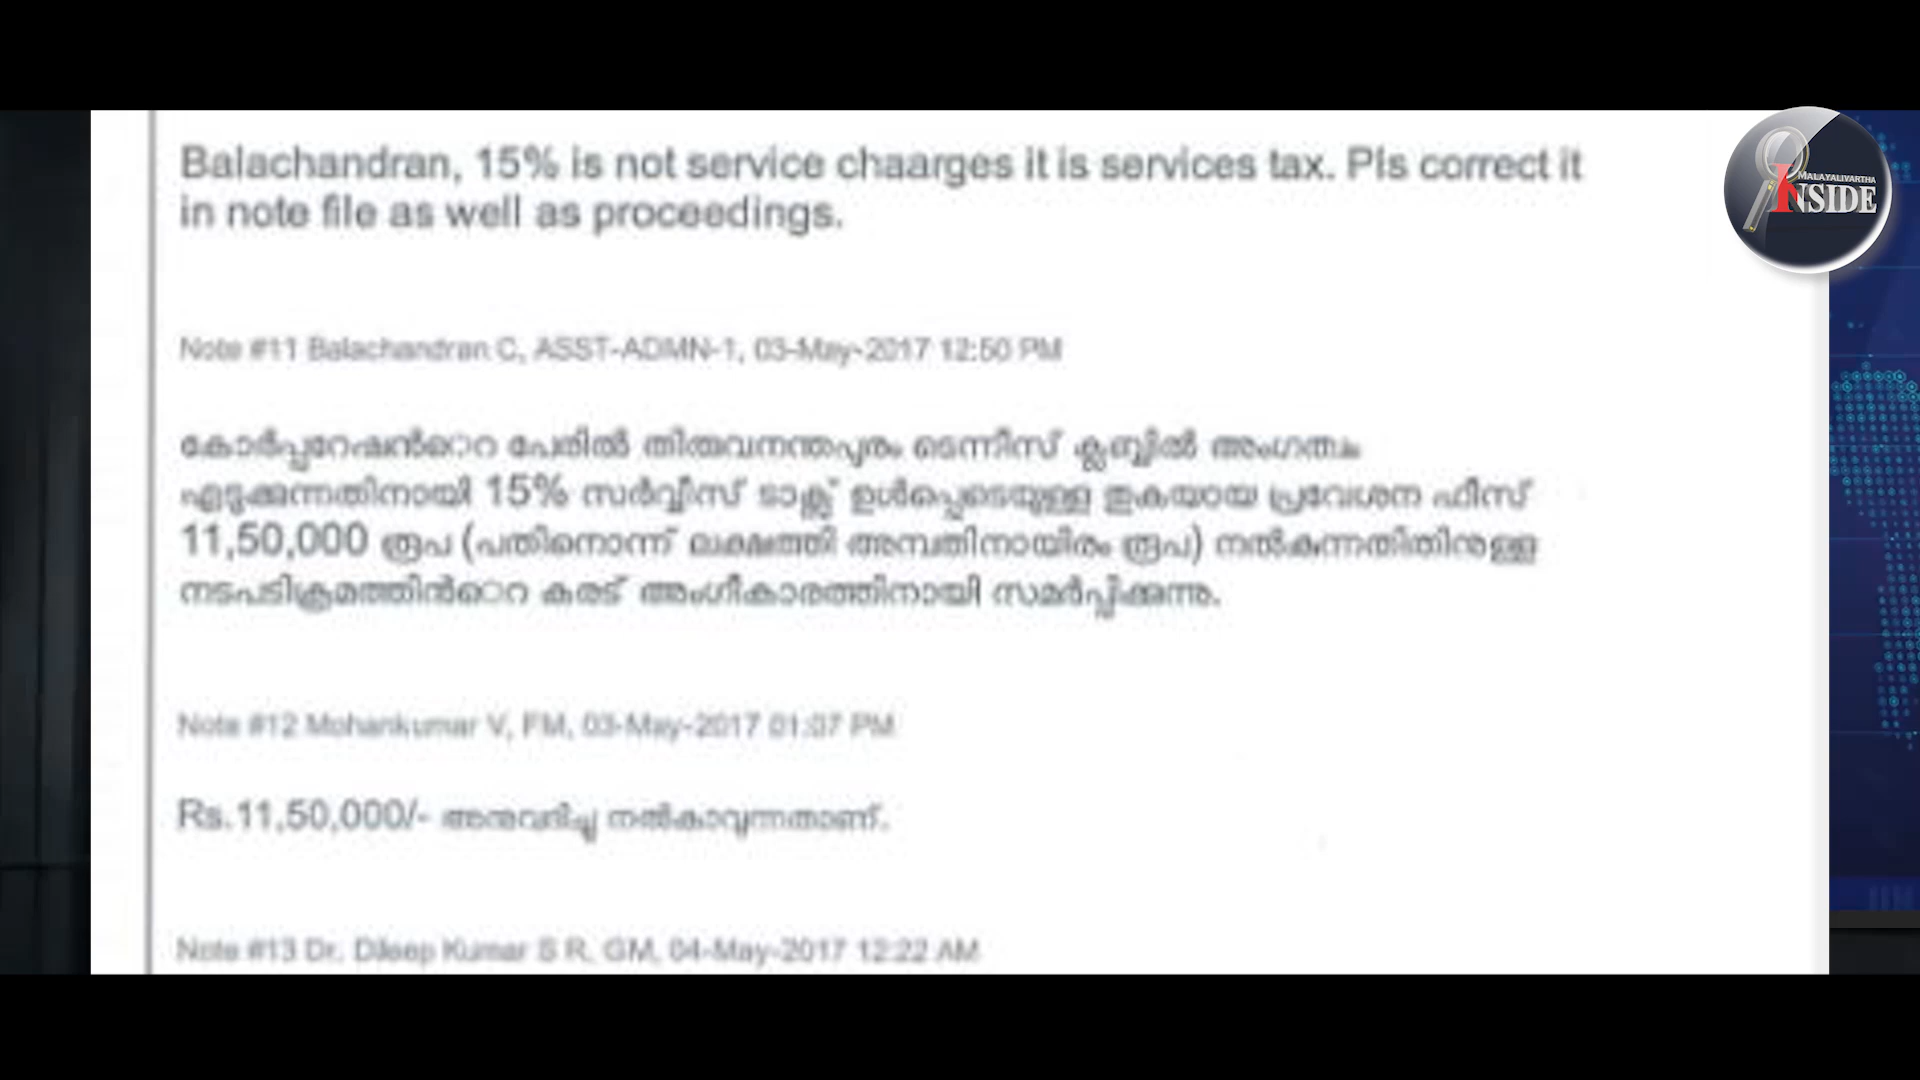 Balachandran, 15% is not service chaarges it is services tax. Pls correct it
in note file as well as proceedings.
MALAYALIVARTHA
INSIDE
Note #11 Balachandran C, ASST-ADMN-1, 03-May-2017 12:50 PM
കോർപ്പറേഷൻെറ പേരിൽ തിരുവനന്തപുരം ടെന്നീസ് ക്ലബ്ബിൽ അംഗത്വം
എടുക്കുന്നതിനായി 15% സർവ്വീസ് ടാക്സ് ഉൾപ്പെടെയുള്ള തുകയായ പ്രവേശന ഫീസ്
11,50,000 രൂപ (പതിനൊന്ന് ലക്ഷത്തി അമ്പതിനായിരം രൂപ) നൽകുന്നതിതിനുള്ള
നടപടിക്രമത്തിൻെറ കരട് അംഗീകാരത്തിനായി സമർപ്പിക്കുന്നു.
Note #12 Mohankumar V, FM, 03-May-2017 01:07 PM
Rs.11,50,000/- അനുവദിച്ചു നൽകാവുന്നതാണ്.
Note #13 Dr. Dileep Kumar S R, GM, 04-May-2017 12:22 AM